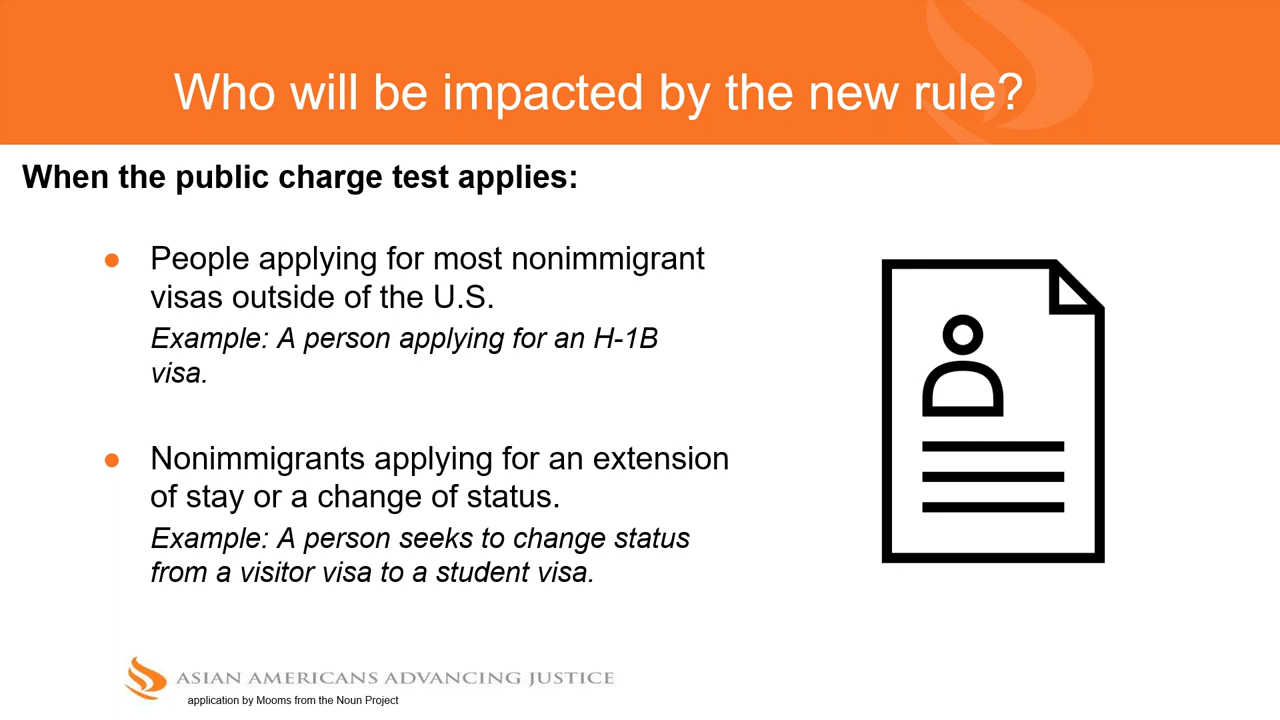 Who will be impacted by the new rule?
When the public charge test applies:
● People applying for most nonimmigrant
visas outside of the U.S.
Example: A person applying for an H-1B
visa.
● Nonimmigrants applying for an extension
of stay or a change of status.
Example: A person seeks to change status
from a visitor visa to a student visa.
ASIAN AMERICANS ADVANCING JUSTICE
application by Mooms from the Noun Project